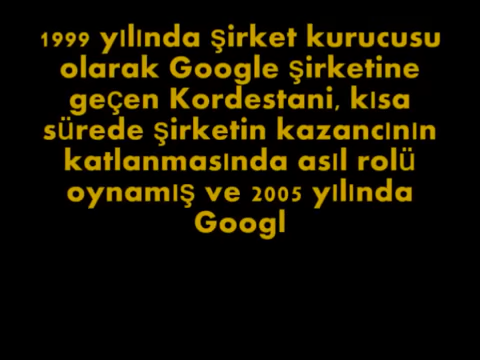 1999 yılında şirket kurucusu
olarak Google şirketine
geçen Kordestani, kısa
sürede şirketin kazancının
katlanmasında asıl rolü
oynamış ve 2005 yılında
Googl